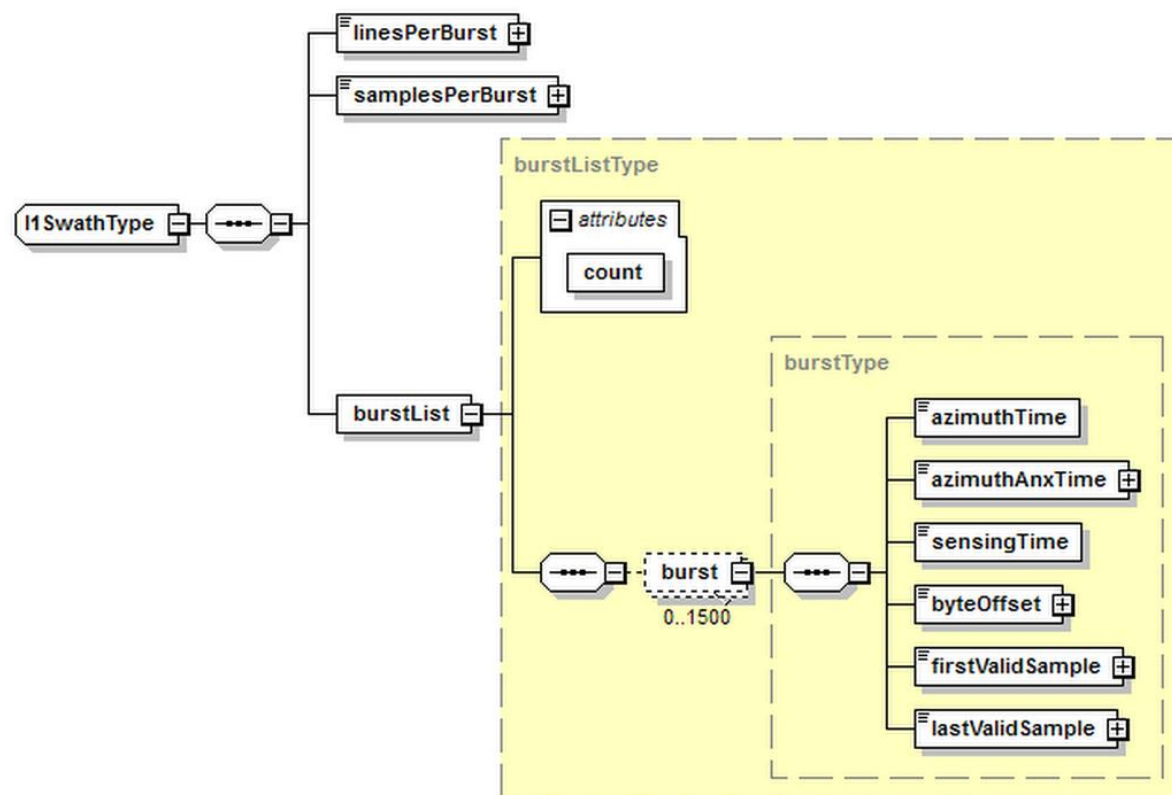 linesPerBurst
samplesPerBurst
burstListType
attributes
l1SwathType
count
burstType
burstList
azimuthTime
azimuthAnxTime
sensingTime
burst
byteOffset
0..1500
firstValidSample
lastValidSample